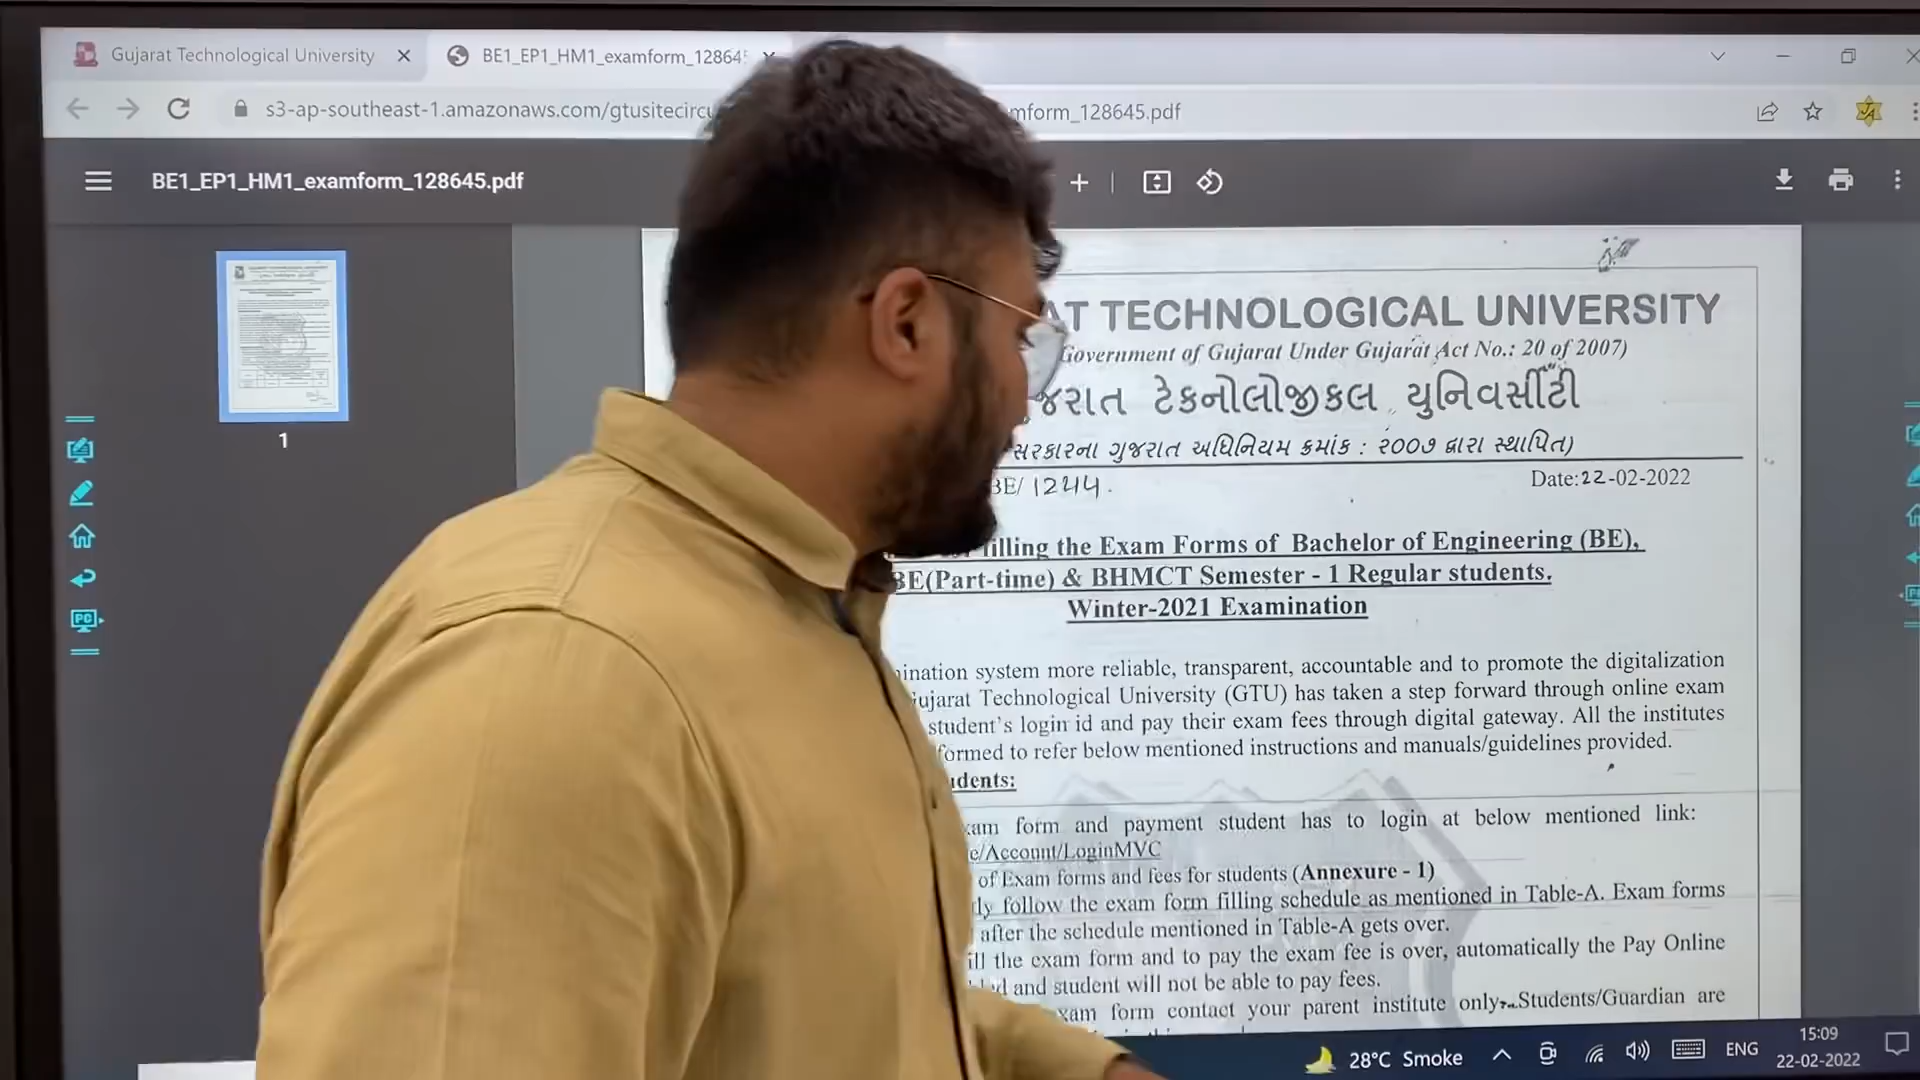 Gujarat Technological University
BE1_EP1_HM1_examform_12864
s3-ap-southeast-1.amazonaws.com/gtusitecircu
mform_128645.pdf
BE1_EP1_HM1_examform_128645.pdf
1
AT TECHNOLOGICAL UNIVERSITY
Government of Gujarat Under Gujarat Act No.: 20 of 2007)
જરાત ટેકનોલોજીકલ યુનિવર્સીટી
સરકારના ગુજરાત અધિનિયમ ક્રમાંક : ૨૦૦૭ દ્વારા સ્થાપિત)
BE/ 1244.
Date:22-02-2022
filling the Exam Forms of Bachelor of Engineering (BE),
BE(Part-time) & BHMCT Semester - 1 Regular students.
Winter-2021 Examination
ination system more reliable, transparent, accountable and to promote the digitalization
ujarat Technological University (GTU) has taken a step forward through online exam
student's login id and pay their exam fees through digital gateway. All the institutes
formed to refer below mentioned instructions and manuals/guidelines provided.
dents:
am form and payment student has to login at below mentioned link:
e/Account/LoginMVC
of Exam forms and fees for students (Annexure - 1)
ly follow the exam form filling schedule as mentioned in Table-A. Exam forms
after the schedule mentioned in Table-A gets over.
ill the exam form and to pay the exam fee is over, automatically the Pay Online
d and student will not be able to pay fees.
xam form contact your parent institute only. Students/Guardian are
28°C Smoke
ENG
15:09
22-02-2022